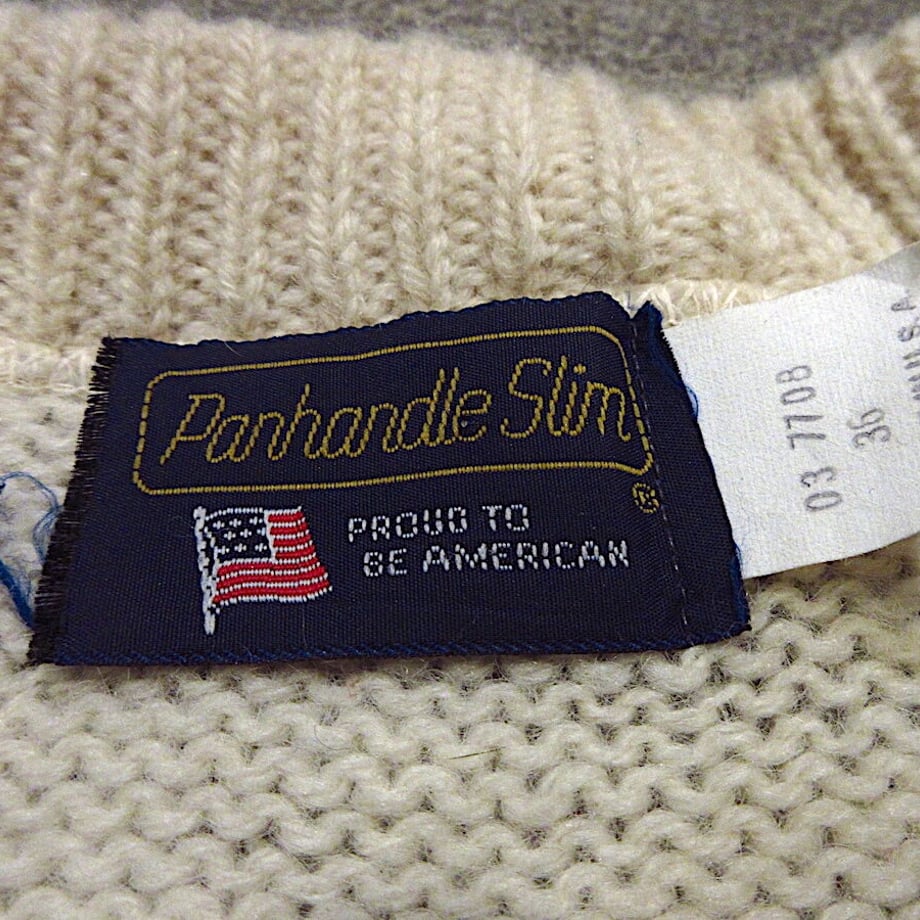 Panhandle Slim
®
PROUD TO
BE AMERICAN
03 7708
36